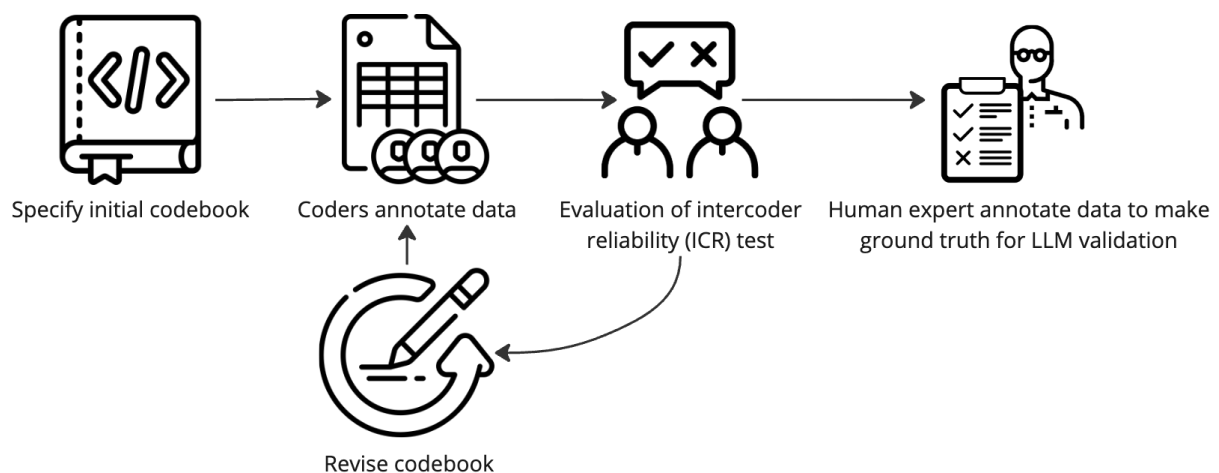 Specify initial codebook
Coders annotate data
Evaluation of intercoder
reliability (ICR) test
Human expert annotate data to make
ground truth for LLM validation
Revise codebook